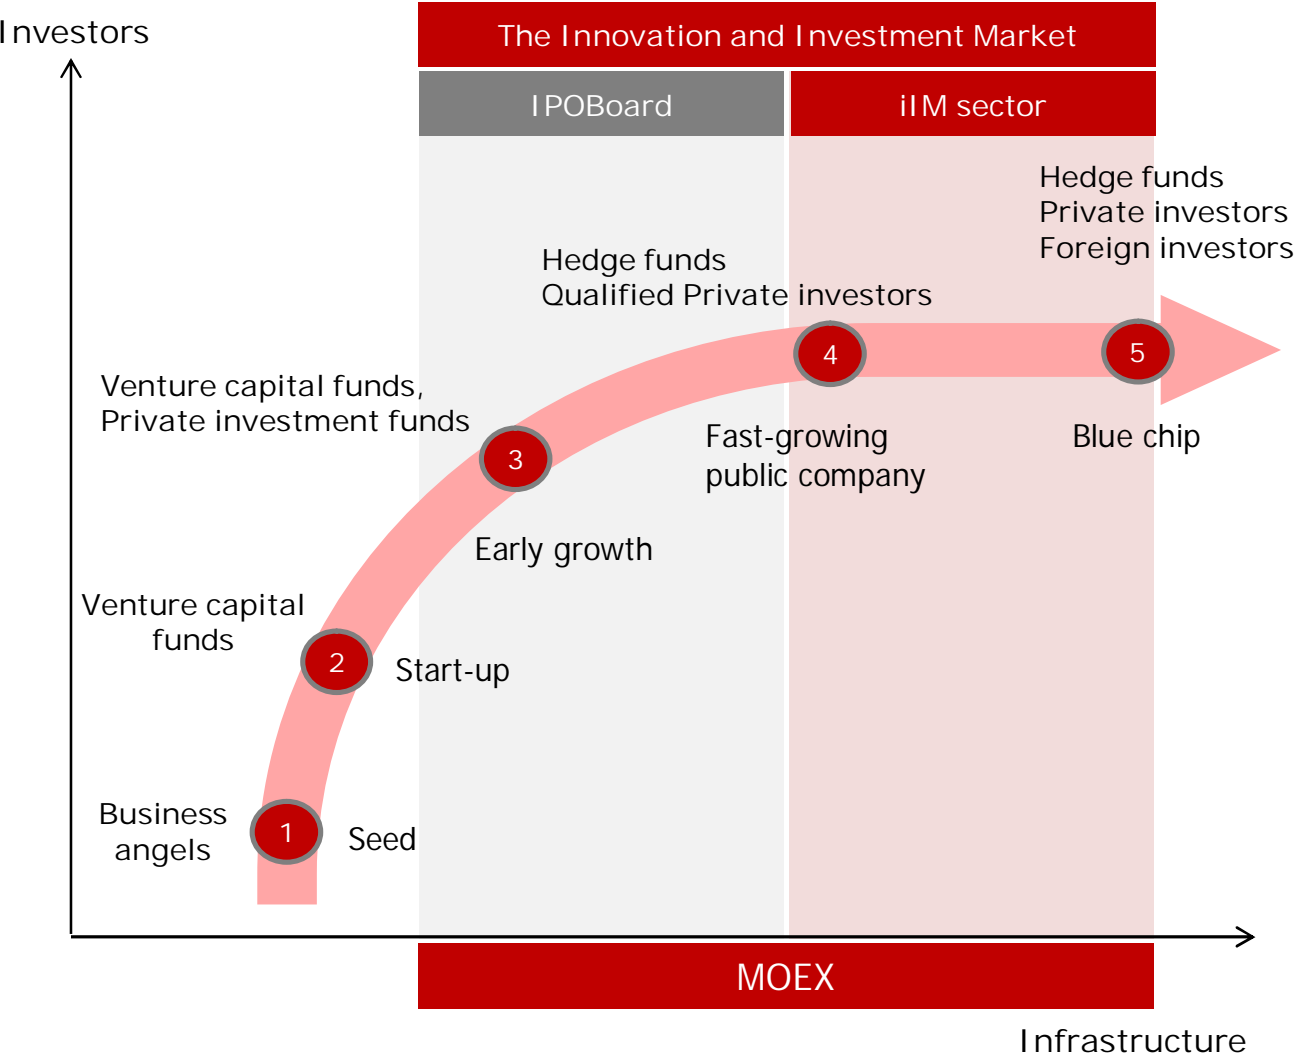 Investors
The Innovation and Investment Market
IPOBoard
iIM sector
Hedge funds
Private investors
Foreign investors
Hedge funds
Qualified Private investors
4
5
Venture capital funds,
Private investment funds
3
Fast-growing
public company
Blue chip
Early growth
Venture capital
funds
2
Start-up
Business
angels
1
Seed
MOEX
Infrastructure